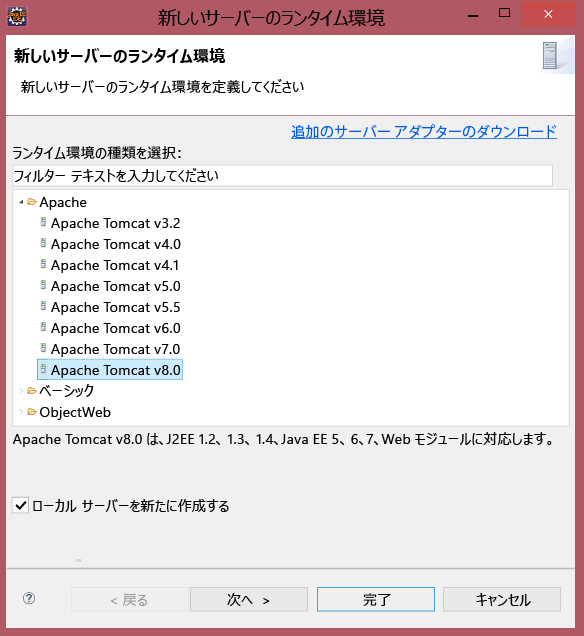 新しいサーバーのランタイム環境
新しいサーバーのランタイム環境
新しいサーバーのランタイム環境を定義してください
追加のサーバー アダプターのダウンロード
ランタイム環境の種類を選択:
フィルター テキストを入力してください
Apache
Apache Tomcat v3.2
Apache Tomcat v4.0
Apache Tomcat v4.1
Apache Tomcat v5.0
Apache Tomcat v5.5
Apache Tomcat v6.0
Apache Tomcat v7.0
Apache Tomcat v8.0
ベーシック
ObjectWeb
Apache Tomcat v8.0 は、J2EE 1.2、 1.3、 1.4、Java EE 5、 6、7、Web モジュールに対応します。
ローカル サーバーを新たに作成する
? < 戻る 次へ > 完了 キャンセル